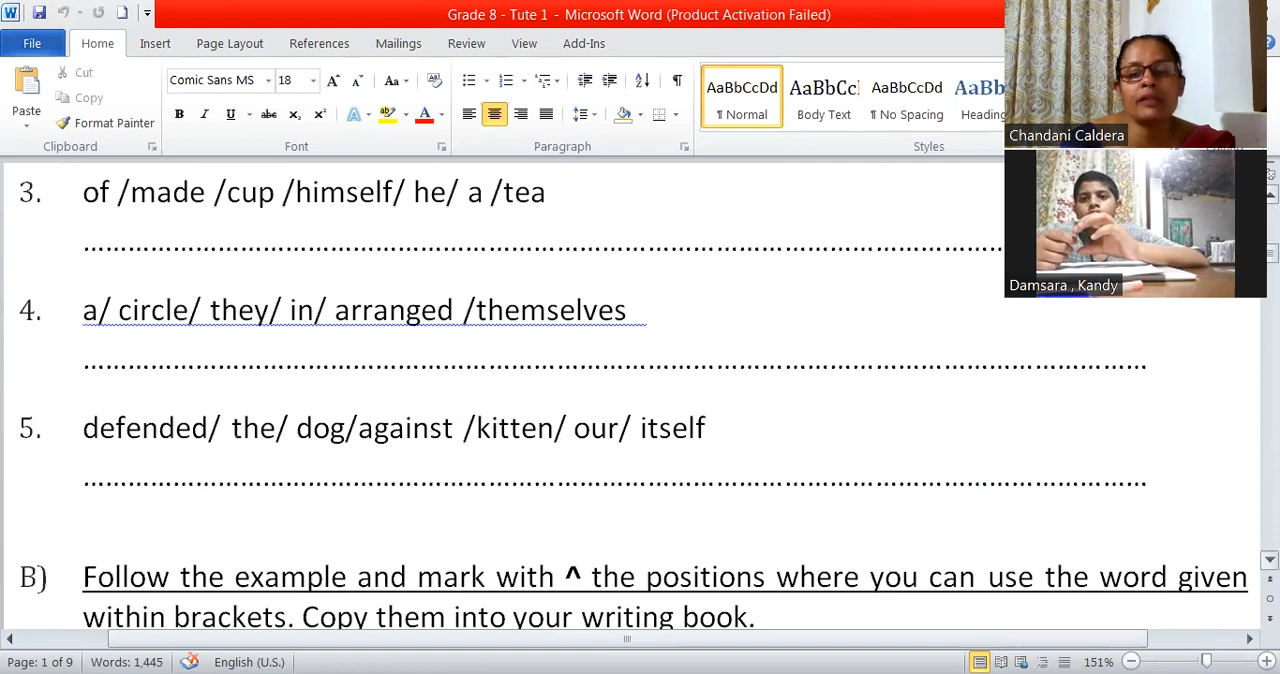 Grade 8 - Tute 1 - Microsoft Word (Product Activation Failed)
File Home Insert Page Layout References Mailings Review View Add-Ins
Cut
Copy
Format Painter
Paste
Comic Sans MS 18
AaBbCcDd AaBbCc AaBbCcDd AaBb
¶ Normal Body Text ¶ No Spacing Heading
Clipboard Font Paragraph Styles
Chandani Caldera
Damsara , Kandy
3. of /made /cup /himself/ he/ a /tea
4. a/ circle/ they/ in/ arranged /themselves
5. defended/ the/ dog/against /kitten/ our/ itself
B) Follow the example and mark with ^ the positions where you can use the word given
within brackets. Copy them into your writing book.
Page: 1 of 9 Words: 1,445 English (U.S.) 151%